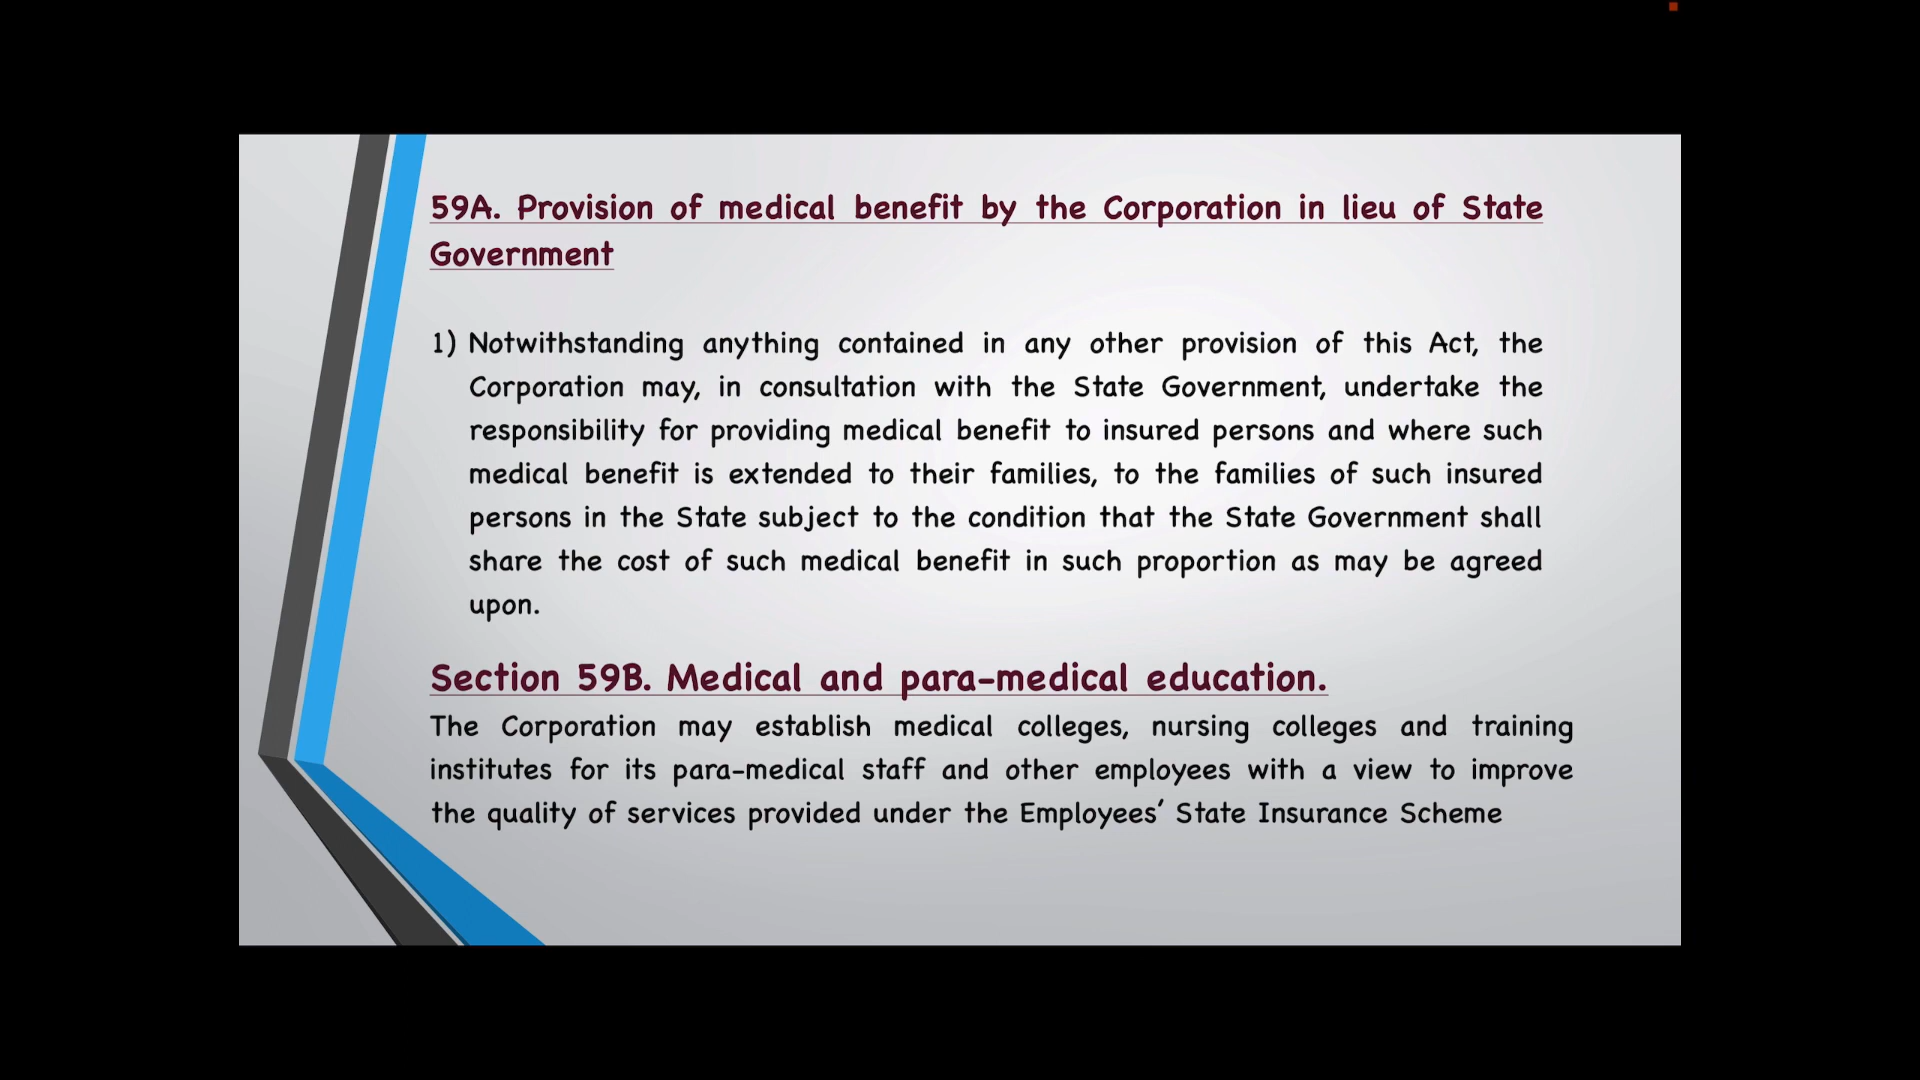 59A. Provision of medical benefit by the Corporation in lieu of State
Government
1) Notwithstanding anything contained in any other provision of this Act, the
Corporation may, in consultation with the State Government, undertake the
responsibility for providing medical benefit to insured persons and where such
medical benefit is extended to their families, to the families of such insured
persons in the State subject to the condition that the State Government shall
share the cost of such medical benefit in such proportion as may be agreed
upon.
Section 59B. Medical and para-medical education.
The Corporation may establish medical colleges, nursing colleges and training
institutes for its para-medical staff and other employees with a view to improve
the quality of services provided under the Employees’ State Insurance Scheme